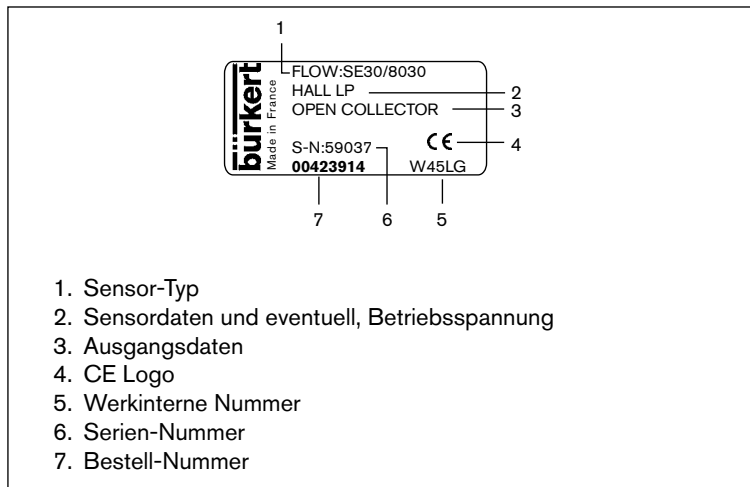 1
FLOW:SE30/8030
HALL LP
2
OPEN COLLECTOR
3
bürkert
Made in France
S-N:59037
CE
4
00423914
W45LG
7
6
5
1. Sensor-Typ
2. Sensordaten und eventuell, Betriebsspannung
3. Ausgangsdaten
4. CE Logo
5. Werkinterne Nummer
6. Serien-Nummer
7. Bestell-Nummer